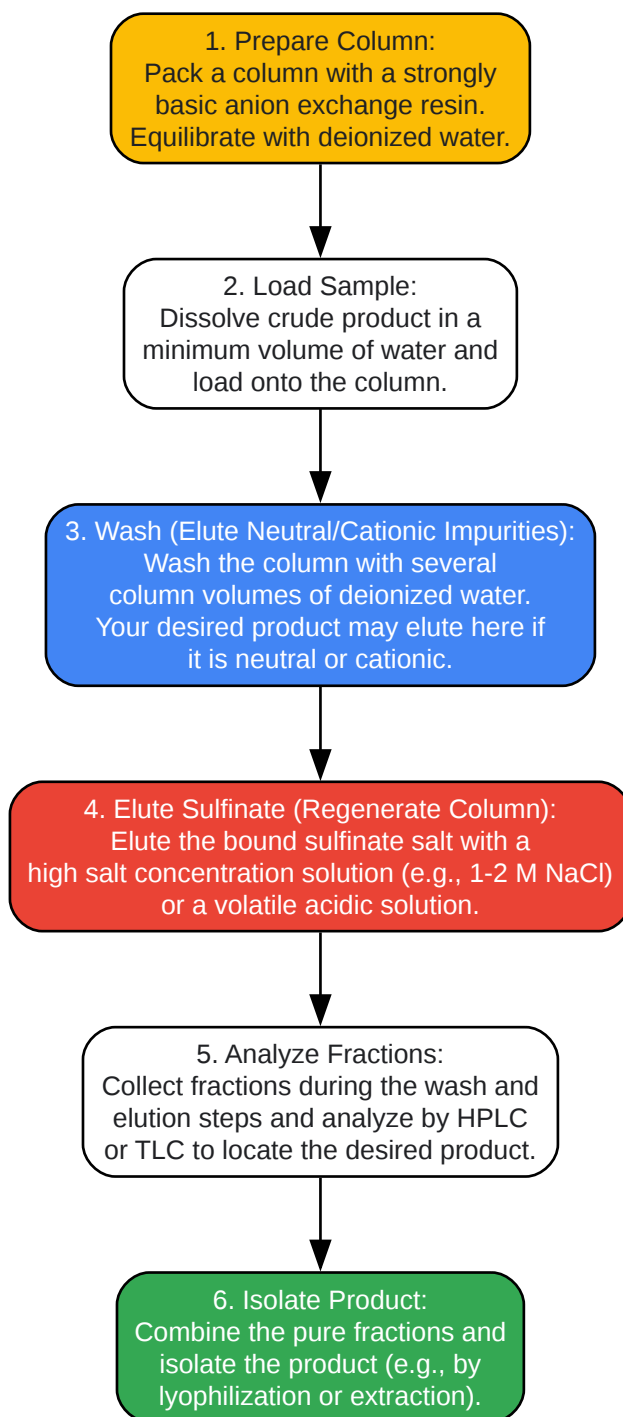 1. Prepare Column:
Pack a column with a strongly
basic anion exchange resin.
Equilibrate with deionized water.
2. Load Sample:
Dissolve crude product in a
minimum volume of water and
load onto the column.
3. Wash (Elute Neutral/Cationic Impurities):
Wash the column with several
column volumes of deionized water.
Your desired product may elute here if
it is neutral or cationic.
4. Elute Sulfinate (Regenerate Column):
Elute the bound sulfinate salt with a
high salt concentration solution (e.g., 1-2 M NaCl)
or a volatile acidic solution.
5. Analyze Fractions:
Collect fractions during the wash and
elution steps and analyze by HPLC
or TLC to locate the desired product.
6. Isolate Product:
Combine the pure fractions and
isolate the product (e.g., by
lyophilization or extraction).